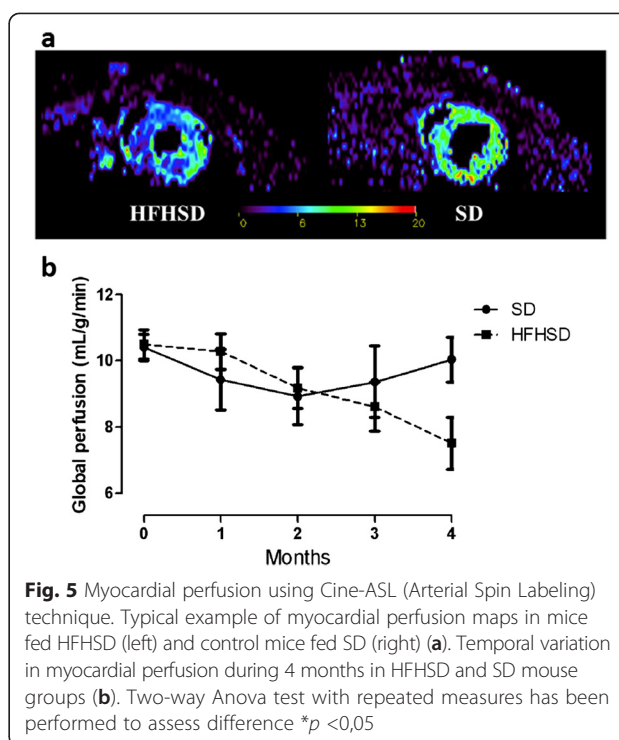 a
HFHSD
SD
0 6 13 20
b
Global perfusion (mL/g/min)
12
10
8
6
SD
HFHSD
0 1 2 3 4
Months
Fig. 5 Myocardial perfusion using Cine-ASL (Arterial Spin Labeling)
technique. Typical example of myocardial perfusion maps in mice
fed HFHSD (left) and control mice fed SD (right) (a). Temporal variation
in myocardial perfusion during 4 months in HFHSD and SD mouse
groups (b). Two-way Anova test with repeated measures has been
performed to assess difference *p <0,05